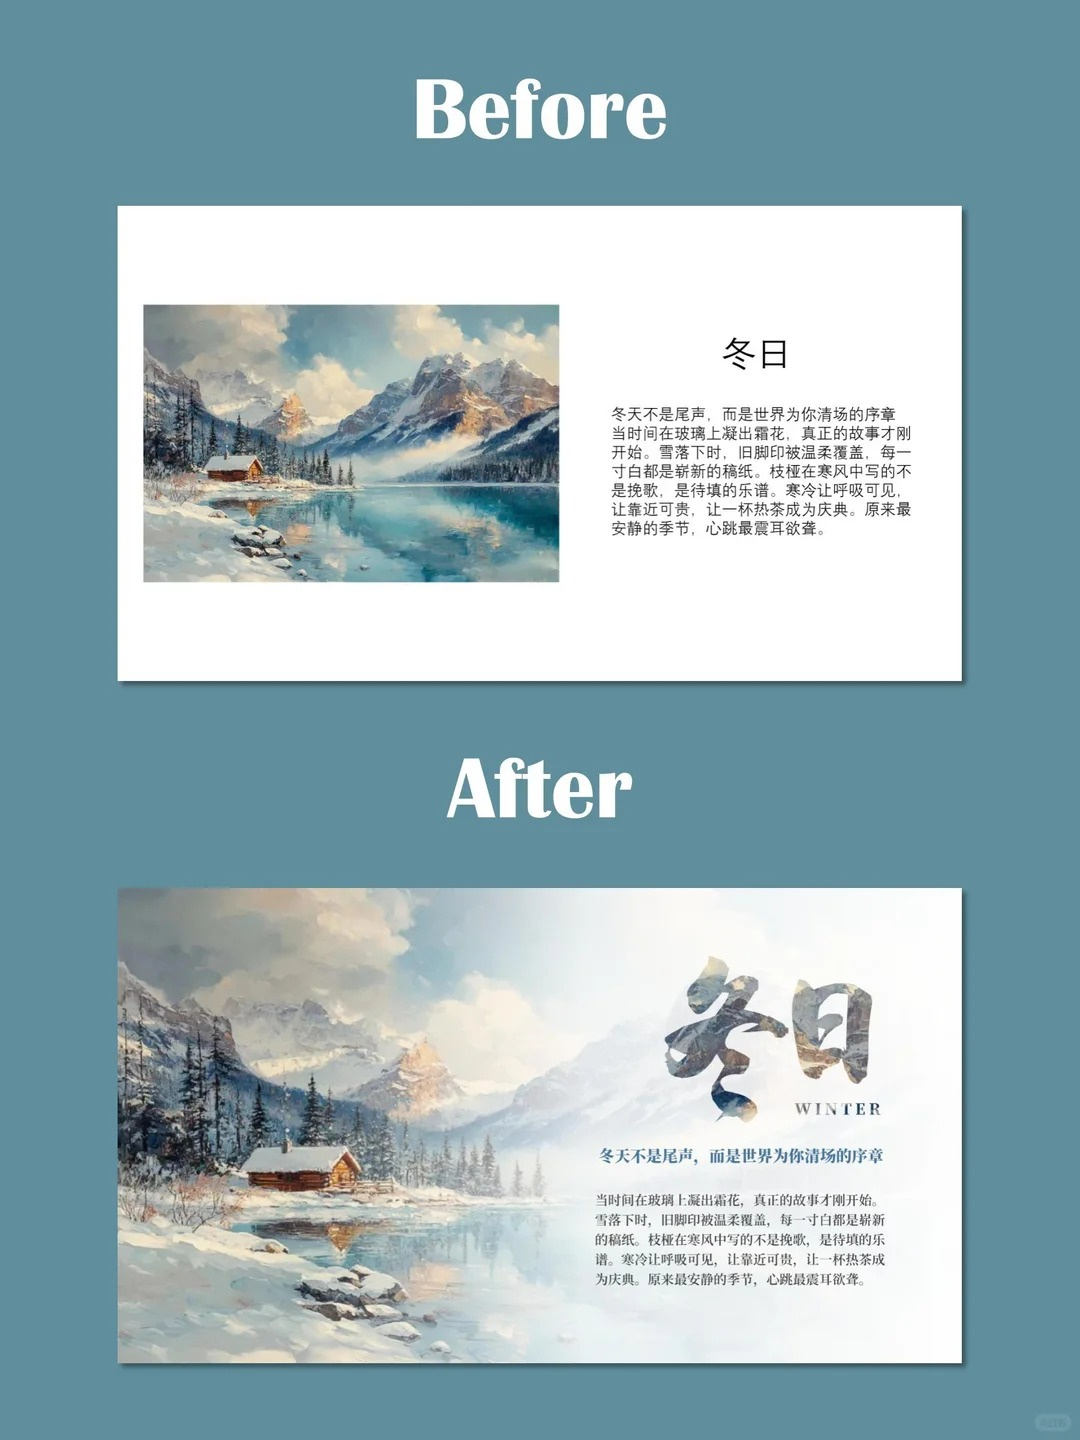 Before
冬日
冬天不是尾声，而是世界为你清场的序章
当时间在玻璃上凝出霜花，真正的故事才刚
开始。雪落下时，旧脚印被温柔覆盖，每一
寸白都是崭新的稿纸。枝桠在寒风中写的不
是挽歌，是待填的乐谱。寒冷让呼吸可见，
让靠近可贵，让一杯热茶成为庆典。原来最
安静的季节，心跳最震耳欲聋。
After
冬日
WINTER
冬天不是尾声，而是世界为你清场的序章
当时间在玻璃上凝出霜花，真正的故事才刚开始。
雪落下时，旧脚印被温柔覆盖，每一寸白都是崭新
的稿纸。枝桠在寒风中写的不是挽歌，是待填的乐
谱。寒冷让呼吸可见，让靠近可贵，让一杯热茶成
为庆典。原来最安静的季节，心跳最震耳欲聋。